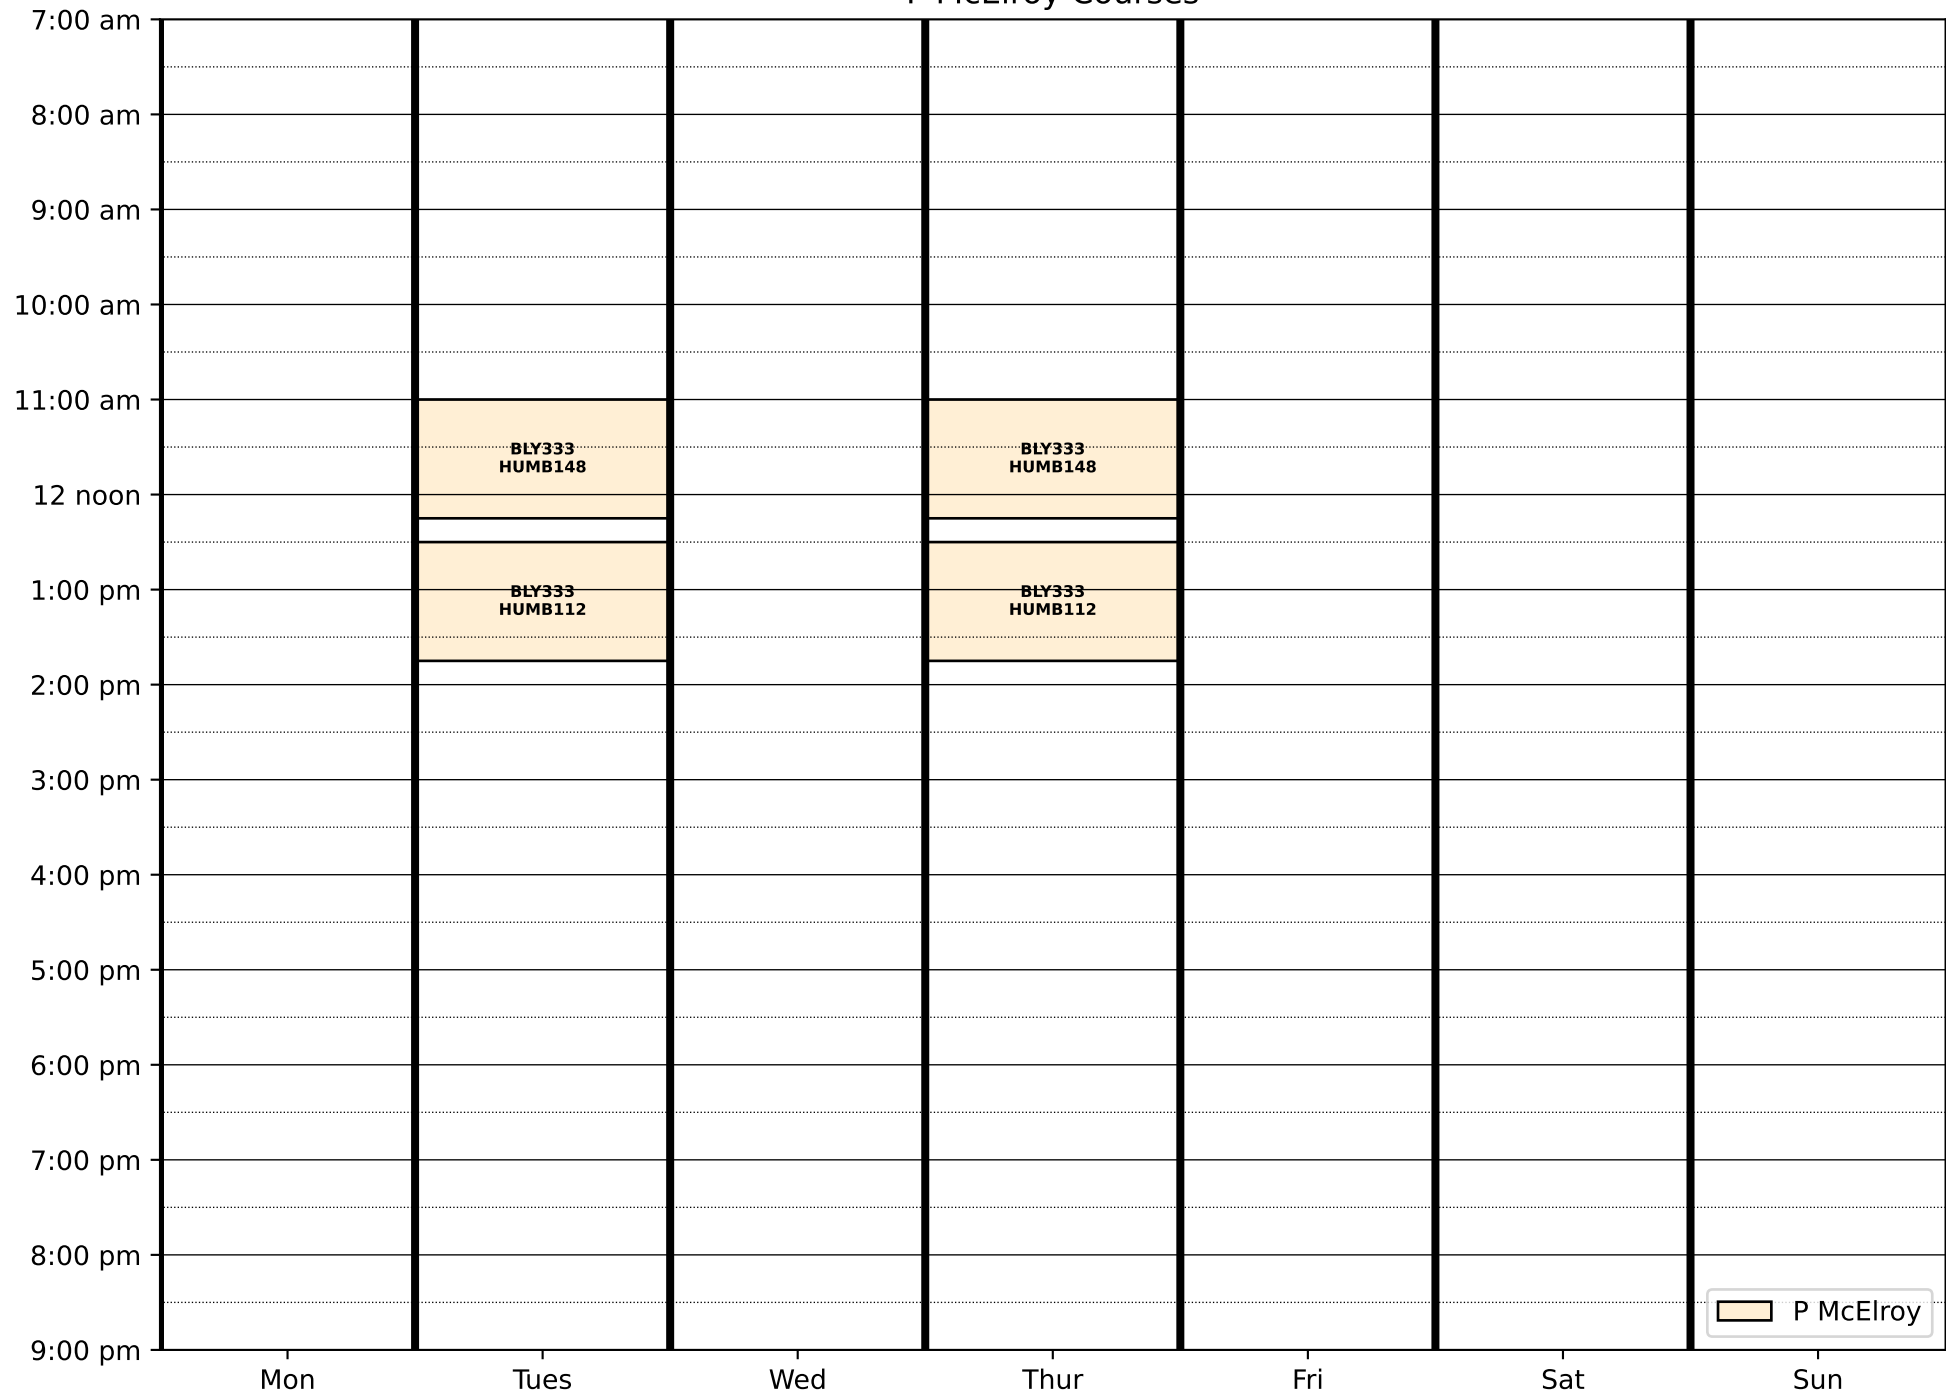 P McElroy Courses
7:00 am
8:00 am
9:00 am
10:00 am
11:00 am
12 noon
1:00 pm
2:00 pm
3:00 pm
4:00 pm
5:00 pm
6:00 pm
7:00 pm
8:00 pm
9:00 pm
BLY333
HUMB148
BLY333
HUMB148
BLY333
HUMB112
BLY333
HUMB112
P McElroy
Mon Tues Wed Thur Fri Sat Sun